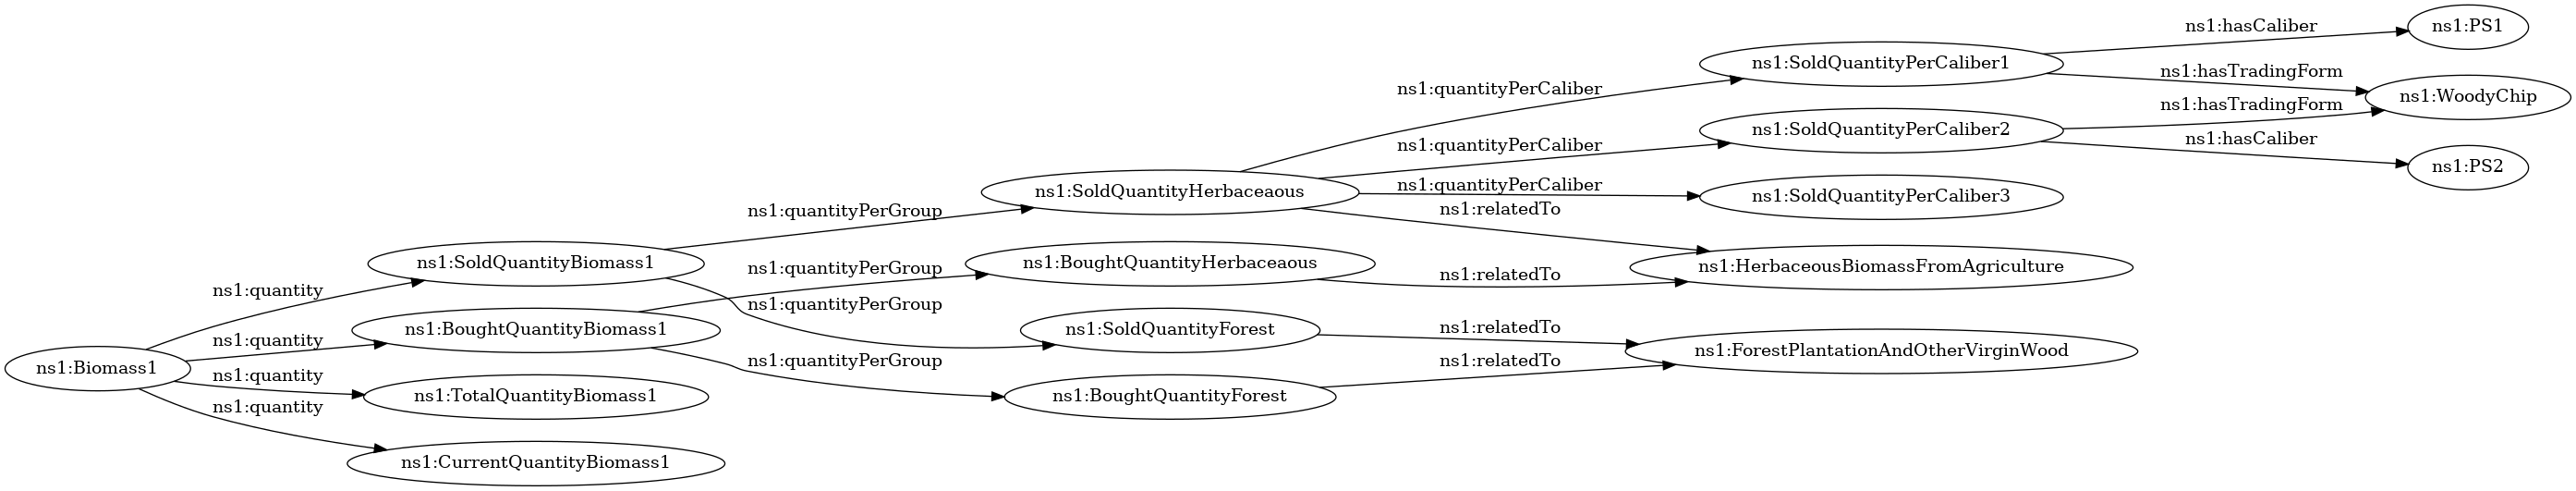 ns1:hasCaliber
ns1:PS1
ns1:SoldQuantityPerCaliber1
ns1:hasTradingForm
ns1:quantityPerCaliber
ns1:WoodyChip
ns1:hasTradingForm
ns1:SoldQuantityPerCaliber2
ns1:hasCaliber
ns1:quantityPerCaliber
ns1:PS2
ns1:SoldQuantityHerbaceaous
ns1:quantityPerCaliber
ns1:SoldQuantityPerCaliber3
ns1:quantityPerGroup
ns1:relatedTo
ns1:SoldQuantityBiomass1
ns1:quantityPerGroup
ns1:BoughtQuantityHerbaceaous
ns1:relatedTo
ns1:HerbaceousBiomassFromAgriculture
ns1:quantity
ns1:quantityPerGroup
ns1:BoughtQuantityBiomass1
ns1:SoldQuantityForest
ns1:relatedTo
ns1:quantity
ns1:ForestPlantationAndOtherVirginWood
ns1:Biomass1
ns1:quantityPerGroup
ns1:relatedTo
ns1:quantity
ns1:TotalQuantityBiomass1
ns1:BoughtQuantityForest
ns1:quantity
ns1:CurrentQuantityBiomass1